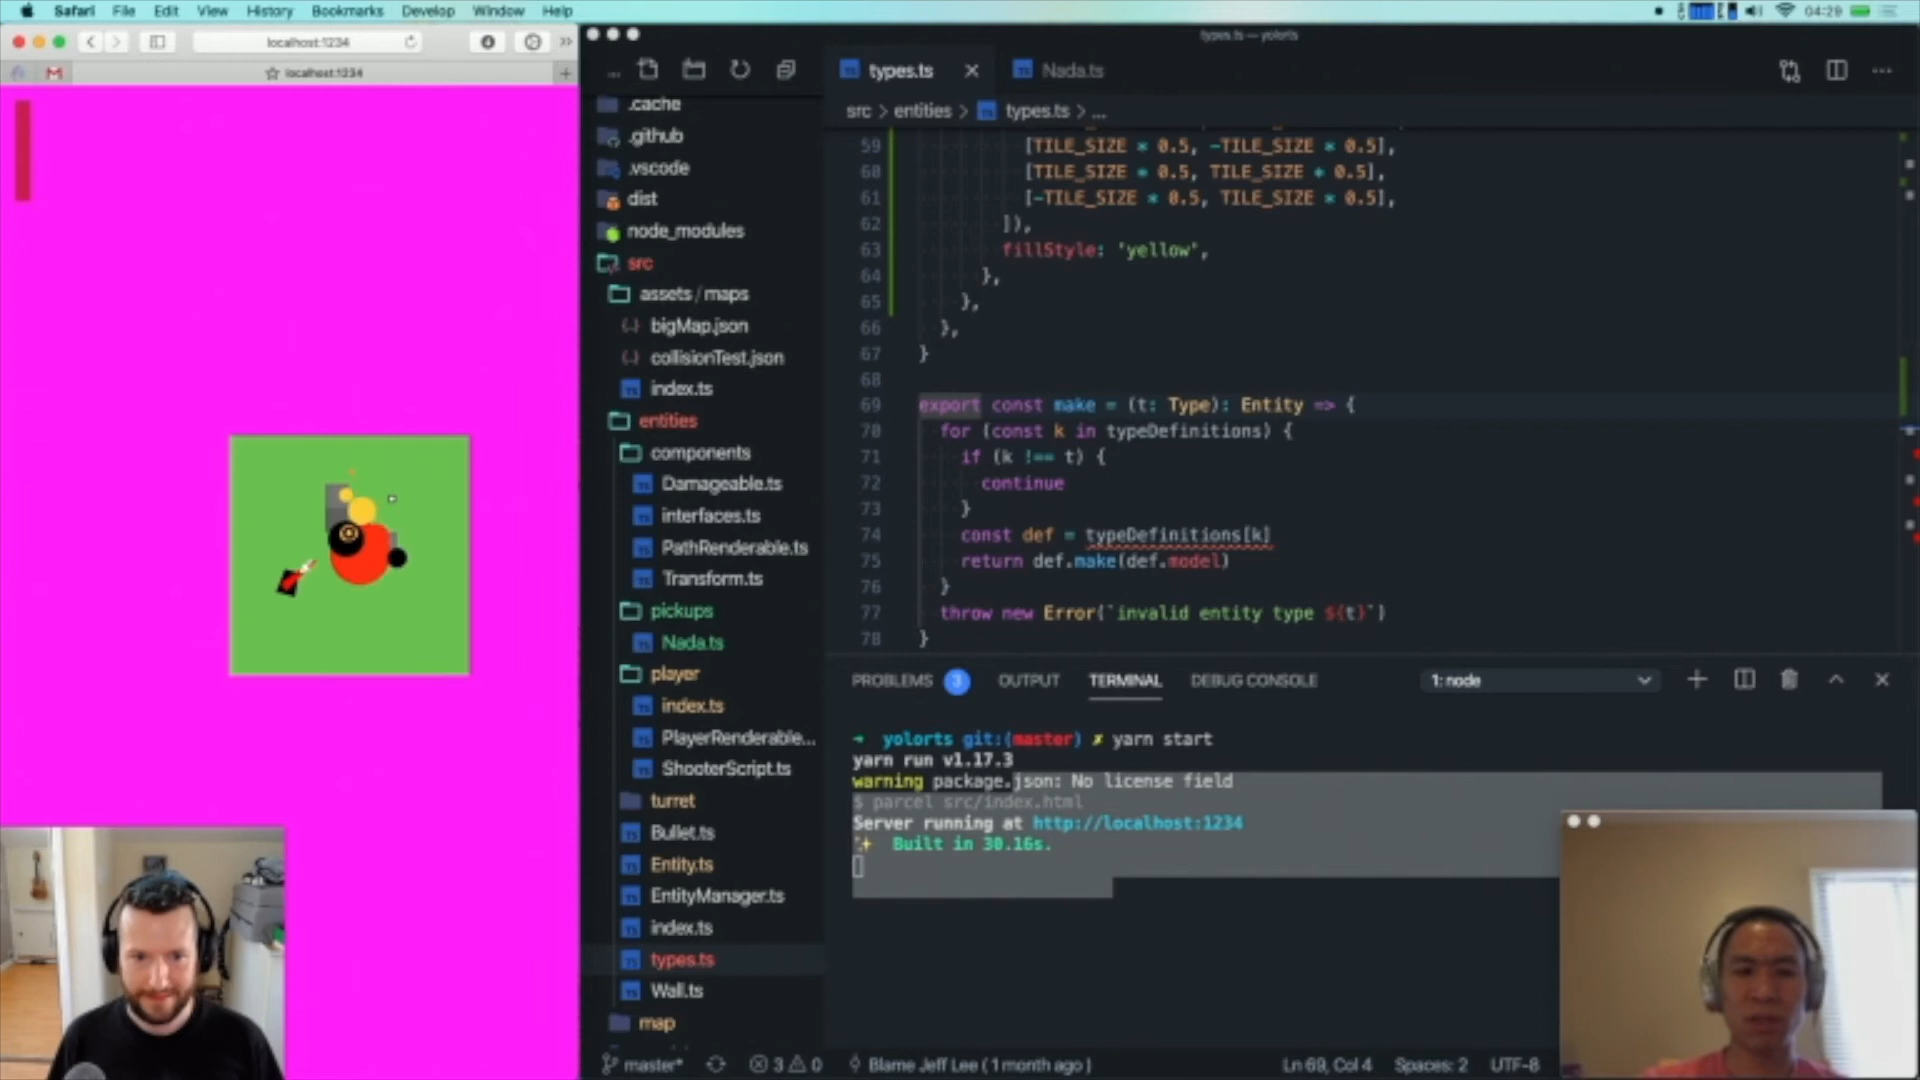 Safari File Edit View History Bookmarks Develop Window Help
04:29
localhost:1234
localhost:1234
types.ts — yolorts
types.ts
Nada.ts
src > entities > types.ts > ...
.cache
.github
.vscode
dist
node_modules
src
assets / maps
bigMap.json
collisionTest.json
index.ts
entities
components
Damageable.ts
interfaces.ts
PathRenderable.ts
Transform.ts
pickups
Nada.ts
player
index.ts
PlayerRenderable...
ShooterScript.ts
turret
Bullet.ts
Entity.ts
EntityManager.ts
index.ts
types.ts
Wall.ts
map
59 [TILE_SIZE * 0.5, -TILE_SIZE * 0.5],
60 [TILE_SIZE * 0.5, TILE_SIZE * 0.5],
61 [-TILE_SIZE * 0.5, TILE_SIZE * 0.5],
62 ]),
63 fillStyle: 'yellow',
64 },
65 },
66 },
67 }
68
69 export const make = (t: Type): Entity => {
70 for (const k in typeDefinitions) {
71 if (k !== t) {
72 continue
73 }
74 const def = typeDefinitions[k]
75 return def.make(def.model)
76 }
77 throw new Error(`invalid entity type ${t}`)
78 }
PROBLEMS 3 OUTPUT TERMINAL DEBUG CONSOLE 1: node
→ yolorts git:(master) ✗ yarn start
yarn run v1.17.3
warning package.json: No license field
$ parcel src/index.html
Server running at http://localhost:1234
✨ Built in 30.16s.
master* 3 0 Blame Jeff Lee ( 1 month ago ) Ln 69, Col 4 Spaces: 2 UTF-8